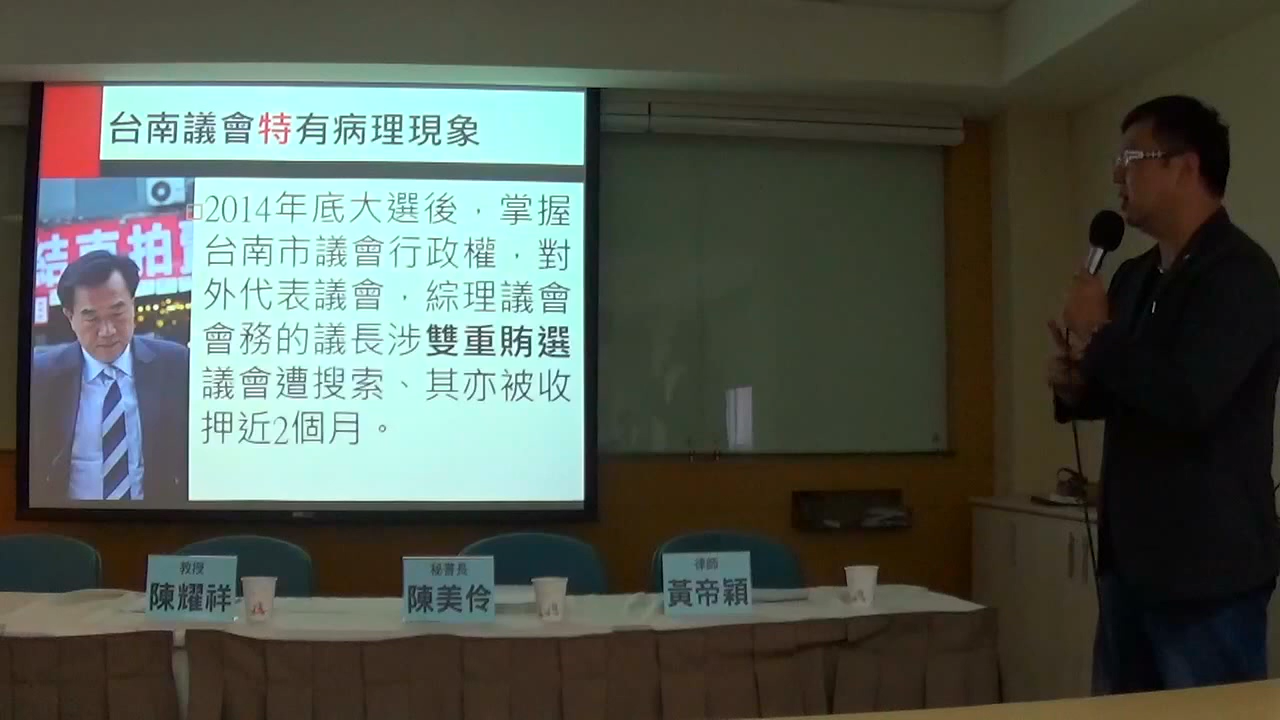 台南議會特有病理現象
結束拍賣
2014年底大選後，掌握
台南市議會行政權，對
外代表議會，綜理議會
會務的議長涉雙重賄選
議會遭搜索、其亦被收
押近2個月。
教授
陳耀祥
秘書長
陳美伶
律師
黃帝穎